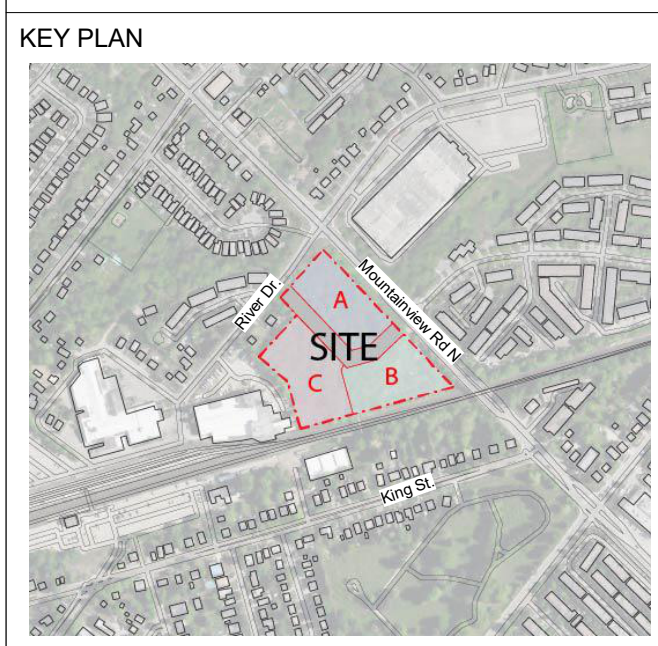 KEY PLAN
River Dr.
Mountainview Rd N
A
SITE
B
C
King St.